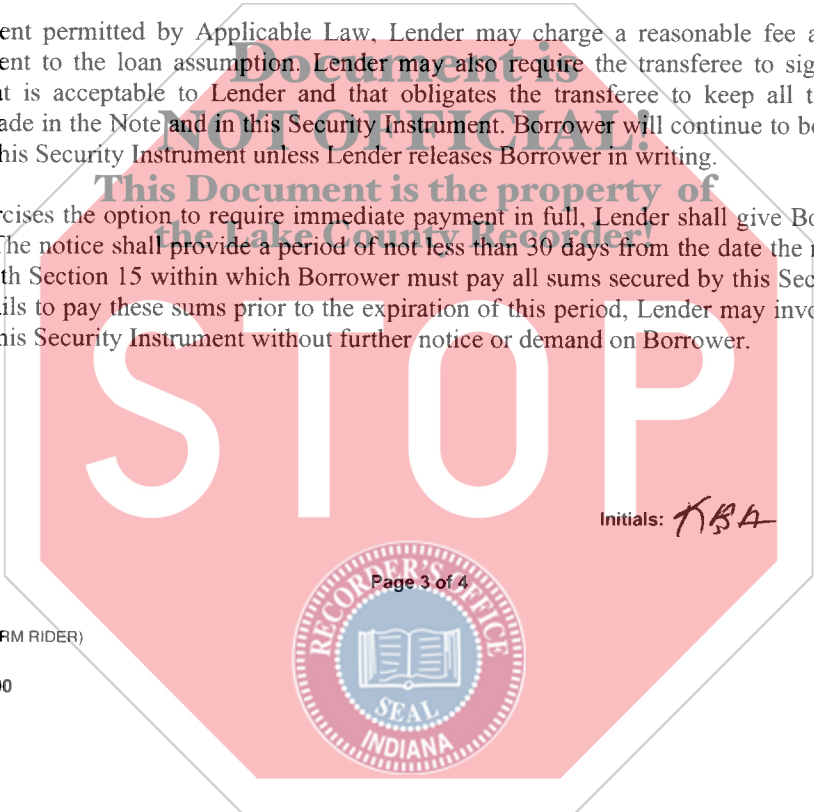 ent permitted by Applicable Law, Lender may charge a reasonable fee a
ent to the loan assumption. Lender may also require the transferee to sig
t is acceptable to Lender and that obligates the transferee to keep all t
ade in the Note and in this Security Instrument. Borrower will continue to be
his Security Instrument unless Lender releases Borrower in writing.
rcises the option to require immediate payment in full, Lender shall give Bo
The notice shall provide a period of not less than 30 days from the date the
th Section 15 within which Borrower must pay all sums secured by this Sec
ils to pay these sums prior to the expiration of this period, Lender may invo
his Security Instrument without further notice or demand on Borrower.
Document is
NOT OFFICIAL!
This Document is the property of
the Lake County Recorder!
STOP
Initials: KBA
Page 3 of 4
RECORDER'S OFFICE
SEAL
INDIANA
RM RIDER)
00